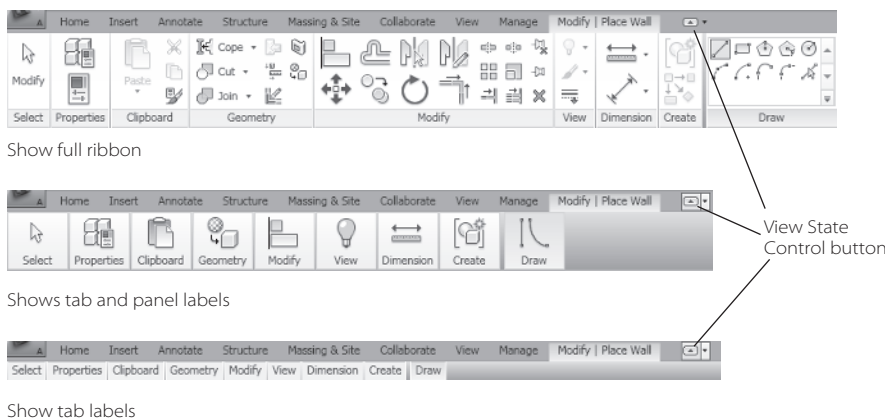 Home Insert Annotate Structure Massing & Site Collaborate View Manage Modify | Place Wall
Modify Paste Cope Cut Join
Select Properties Clipboard Geometry Modify View Dimension Create Draw
Show full ribbon
Home Insert Annotate Structure Massing & Site Collaborate View Manage Modify | Place Wall
Select Properties Clipboard Geometry Modify View Dimension Create Draw
View State
Control button
Shows tab and panel labels
Home Insert Annotate Structure Massing & Site Collaborate View Manage Modify | Place Wall
Select Properties Clipboard Geometry Modify View Dimension Create Draw
Show tab labels